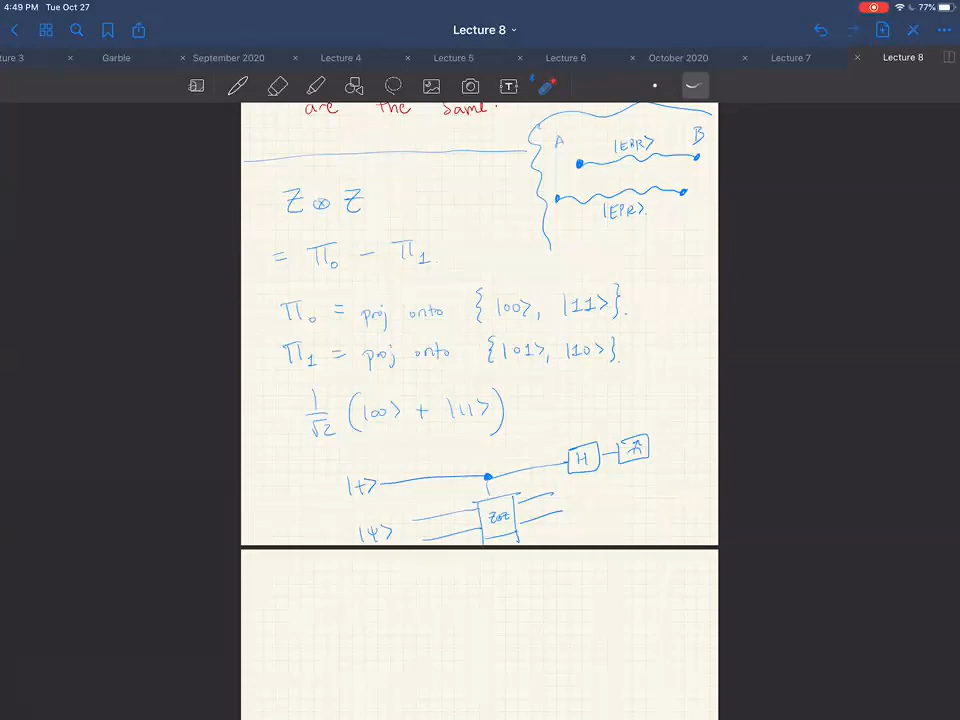 4:49 PM Tue Oct 27
77%
Lecture 8
ure 3
Garble
September 2020
Lecture 4
Lecture 5
Lecture 6
October 2020
Lecture 7
Lecture 8
T
are the same.
A |EPR> B
|EPR>.
Z ⊗ Z
= Π₀ − Π₁.
Π₀ = proj onto {|00>, |11>}.
Π₁ = proj onto {|01>, |10>}.
1/√2 (|00> + |11>)
H
|+>
Z⊗Z
|ψ>